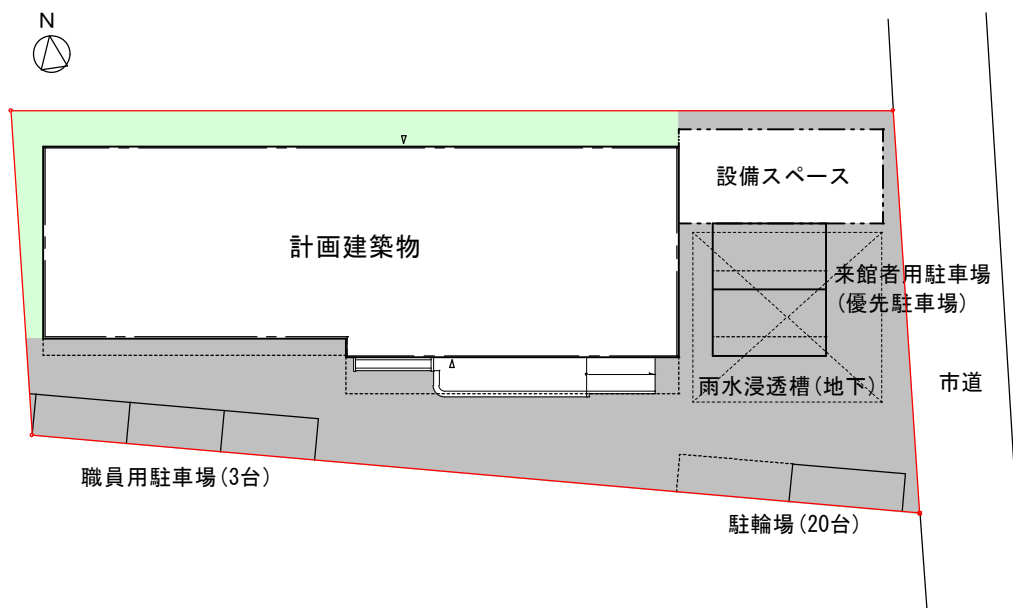 N
設備スペース
計画建築物
来館者用駐車場
(優先駐車場)
雨水浸透槽(地下)
市道
職員用駐車場(3台)
駐輪場(20台)